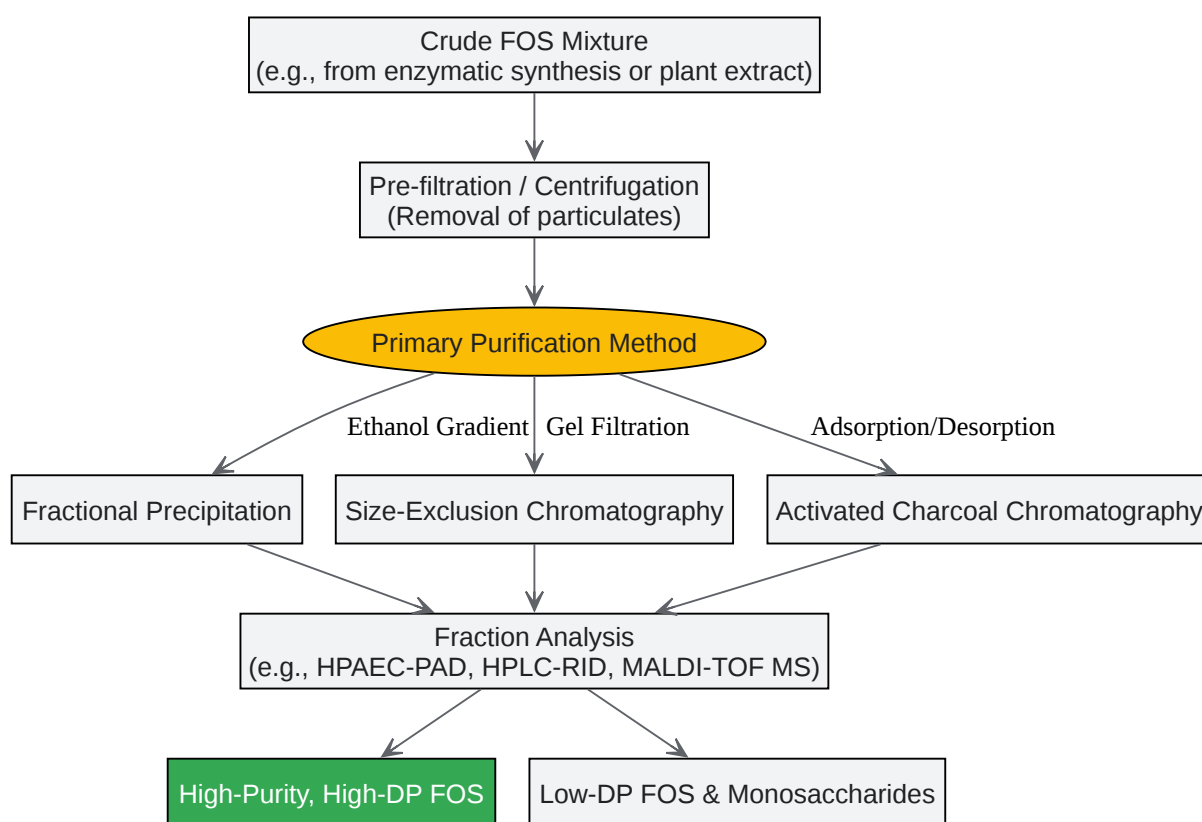 Crude FOS Mixture
(e.g., from enzymatic synthesis or plant extract)
Pre-filtration / Centrifugation
(Removal of particulates)
Primary Purification Method
Ethanol Gradient
Gel Filtration
Adsorption/Desorption
Fractional Precipitation
Size-Exclusion Chromatography
Activated Charcoal Chromatography
Fraction Analysis
(e.g., HPAEC-PAD, HPLC-RID, MALDI-TOF MS)
High-Purity, High-DP FOS
Low-DP FOS & Monosaccharides